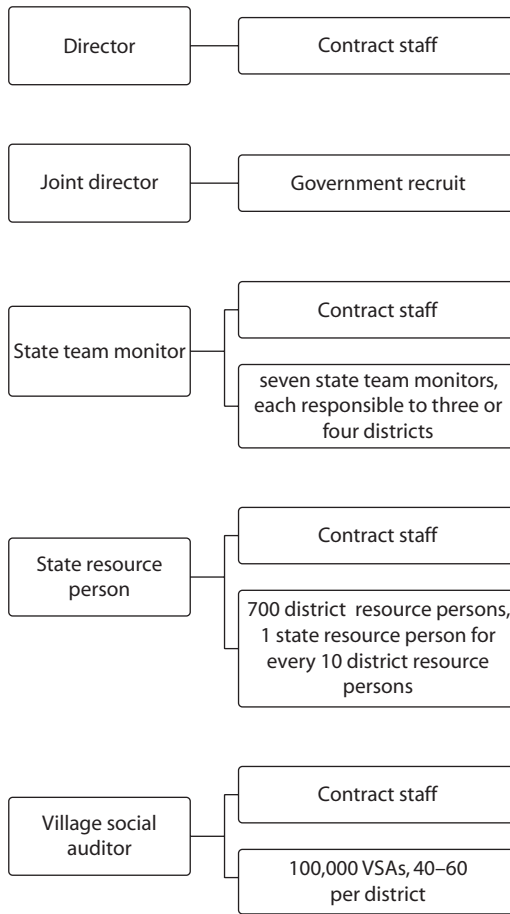 Director
Contract staff
Joint director
Government recruit
State team monitor
Contract staff
seven state team monitors,
each responsible to three or
four districts
State resource
person
Contract staff
700 district resource persons,
1 state resource person for
every 10 district resource
persons
Village social
auditor
Contract staff
100,000 VSAs, 40–60
per district